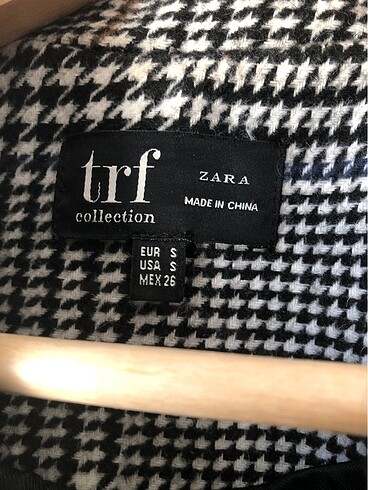 trf
collection
ZARA
MADE IN CHINA
EUR S
USA S
MEX 26